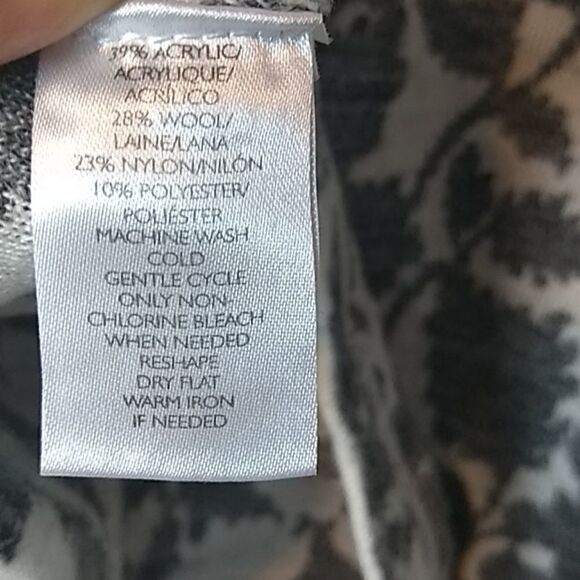 39% ACRYLIC/
ACRYLIQUE/
ACRÍLICO
28% WOOL/
LAINE/LANA
23% NYLON/NILÓN
10% POLYESTER/
POLIÉSTER
MACHINE WASH
COLD
GENTLE CYCLE
ONLY NON-
CHLORINE BLEACH
WHEN NEEDED
RESHAPE
DRY FLAT
WARM IRON
IF NEEDED